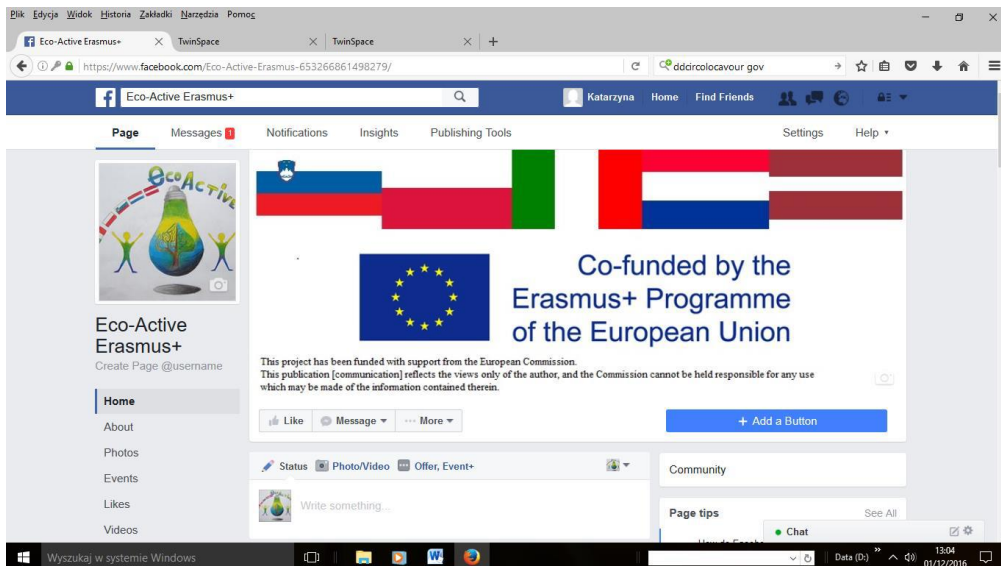 Plik Edycja Widok Historia Zakładki Narzędzia Pomoc
Eco-Active Erasmus+ TwinSpace TwinSpace
https://www.facebook.com/Eco-Active-Erasmus-653266861498279/ ddcircolocavour gov
Eco-Active Erasmus+ Katarzyna Home Find Friends
Page Messages 1 Notifications Insights Publishing Tools Settings Help
EcoActive
Co-funded by the
Erasmus+ Programme
of the European Union
This project has been funded with support from the European Commission.
This publication [communication] reflects the views only of the author, and the Commission cannot be held responsible for any use
which may be made of the information contained therein.
Eco-Active
Erasmus+
Create Page @username
Home
About
Photos
Events
Likes
Videos
Like Message More + Add a Button
Status Photo/Video Offer, Event+
Write something...
Community
Page tips See All
Chat
Wyszukaj w systemie Windows Data (D:) 13:04
01/12/2016